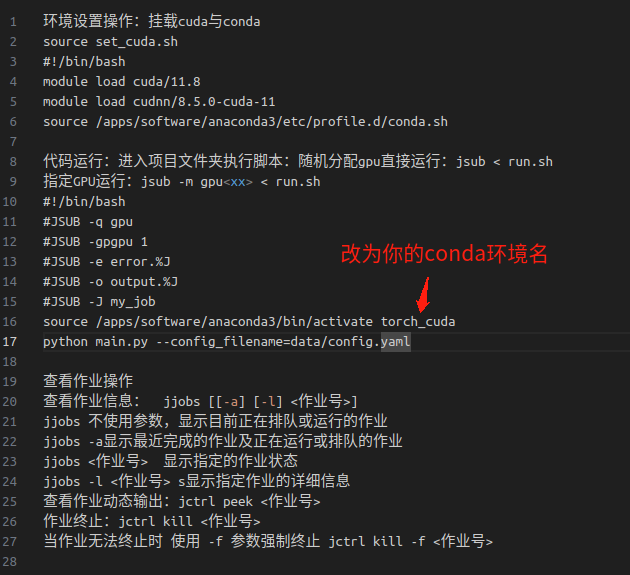 1 环境设置操作：挂载cuda与conda
2 source set_cuda.sh
3 #!/bin/bash
4 module load cuda/11.8
5 module load cudnn/8.5.0-cuda-11
6 source /apps/software/anaconda3/etc/profile.d/conda.sh
7
8 代码运行：进入项目文件夹执行脚本：随机分配gpu直接运行：jsub < run.sh
9 指定GPU运行：jsub -m gpu<xx> < run.sh
10 #!/bin/bash
11 #JSUB -q gpu
12 #JSUB -gpgpu 1
改为你的conda环境名
13 #JSUB -e error.%J
14 #JSUB -o output.%J
15 #JSUB -J my_job
16 source /apps/software/anaconda3/bin/activate torch_cuda
17 python main.py --config_filename=data/config.yaml
18
19 查看作业操作
20 查看作业信息： jjobs [[-a] [-l] <作业号>]
21 jjobs 不使用参数，显示目前正在排队或运行的作业
22 jjobs -a显示最近完成的作业及正在运行或排队的作业
23 jjobs <作业号> 显示指定的作业状态
24 jjobs -l <作业号> s显示指定作业的详细信息
25 查看作业动态输出：jctrl peek <作业号>
26 作业终止：jctrl kill <作业号>
27 当作业无法终止时 使用 -f 参数强制终止 jctrl kill -f <作业号>
28